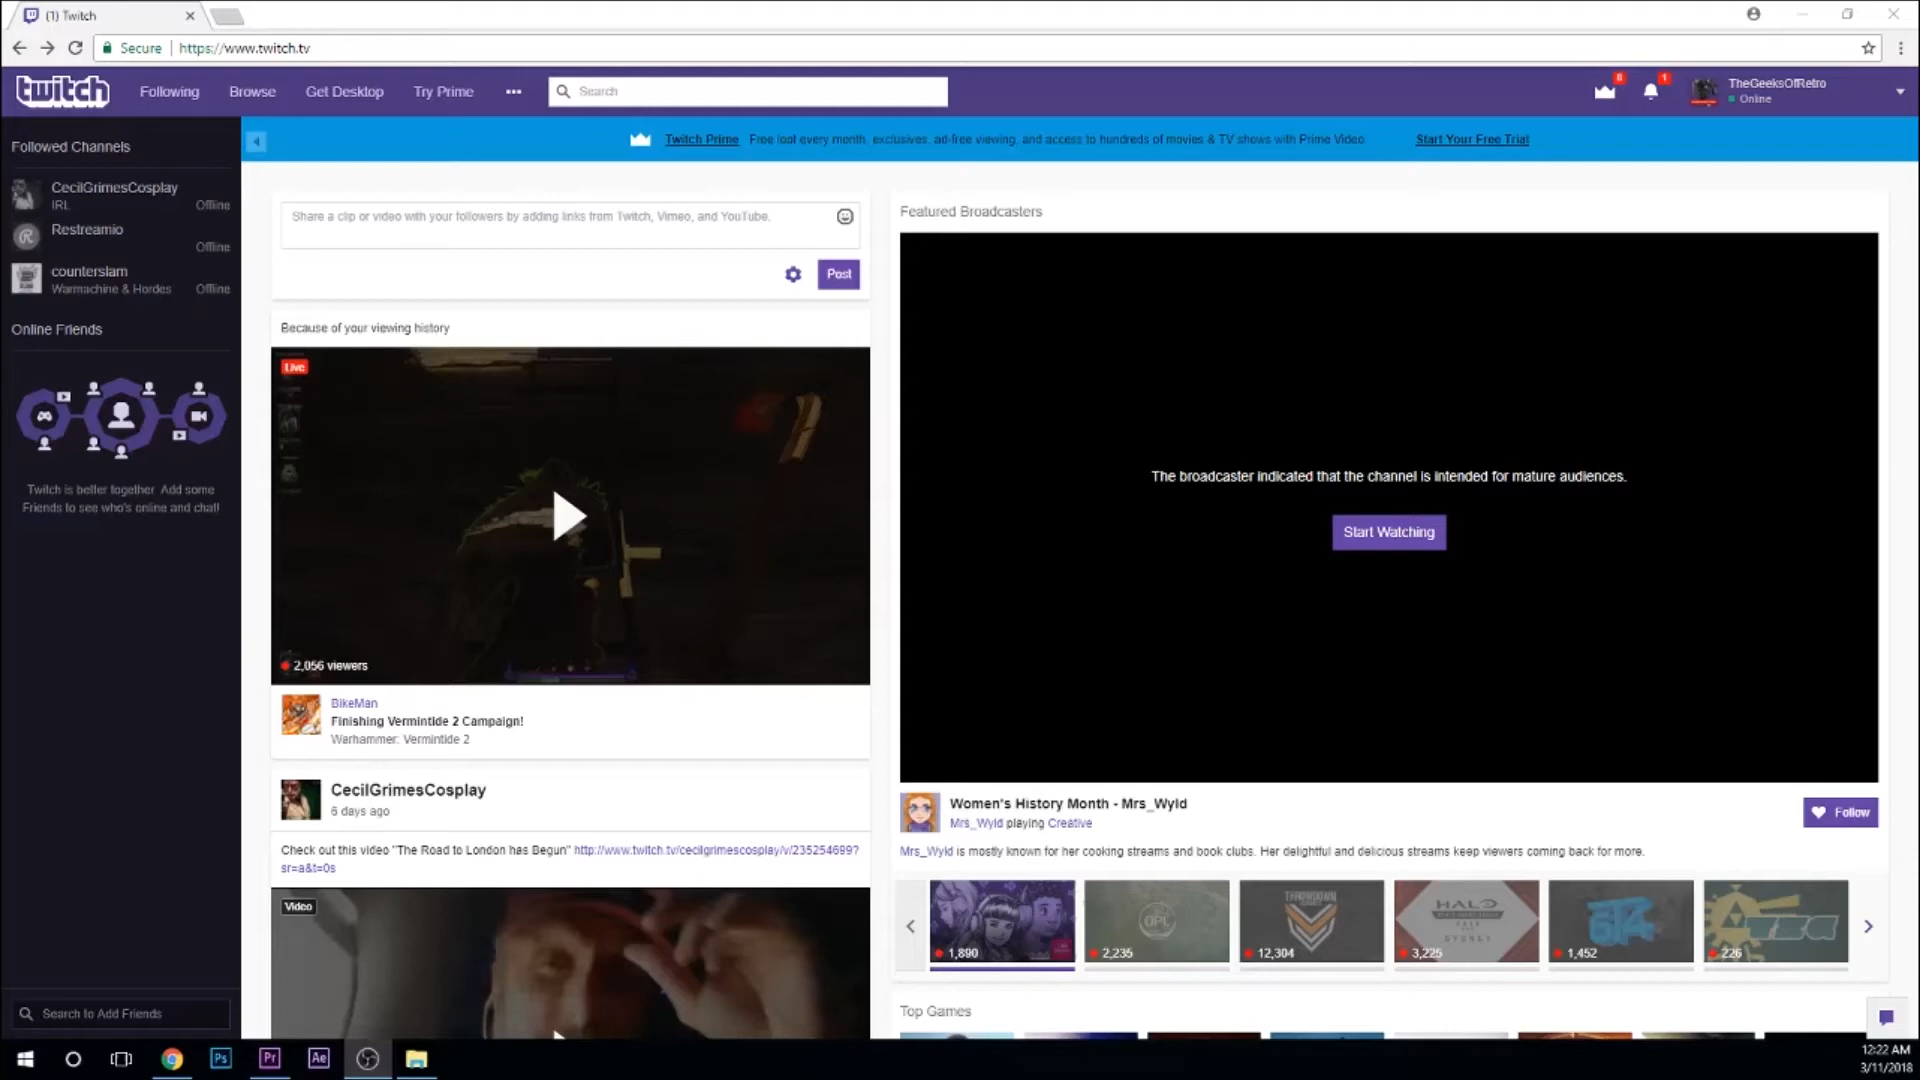 (1) Twitch
Secure
https://www.twitch.tv
twitch
Following
Browse
Get Desktop
Try Prime
Search
8
1
TheGeeksOfRetro
Online
Twitch Prime Free loot every month, exclusives, ad-free viewing, and access to hundreds of movies & TV shows with Prime Video
Start Your Free Trial
Followed Channels
CecilGrimesCosplay
IRL
Offline
Restreamio
Offline
counterslam
Warmachine & Hordes
Offline
Online Friends
Twitch is better together. Add some
Friends to see who's online and chat!
Search to Add Friends
Share a clip or video with your followers by adding links from Twitch, Vimeo, and YouTube.
Post
Because of your viewing history
Live
2,056 viewers
BikeMan
Finishing Vermintide 2 Campaign!
Warhammer: Vermintide 2
CecilGrimesCosplay
6 days ago
Check out this video "The Road to London has Begun" http://www.twitch.tv/cecilgrimescosplay/v/235254699?
sr=a&t=0s
Video
Featured Broadcasters
The broadcaster indicated that the channel is intended for mature audiences.
Start Watching
Women's History Month - Mrs_Wyld
Mrs_Wyld playing Creative
Follow
Mrs_Wyld is mostly known for her cooking streams and book clubs. Her delightful and delicious streams keep viewers coming back for more.
1,890
OPL
2,235
12,304
HALO
SYDNEY
3,225
1,452
226
Top Games
Ps
Pr
Ae
12:22 AM
3/11/2018